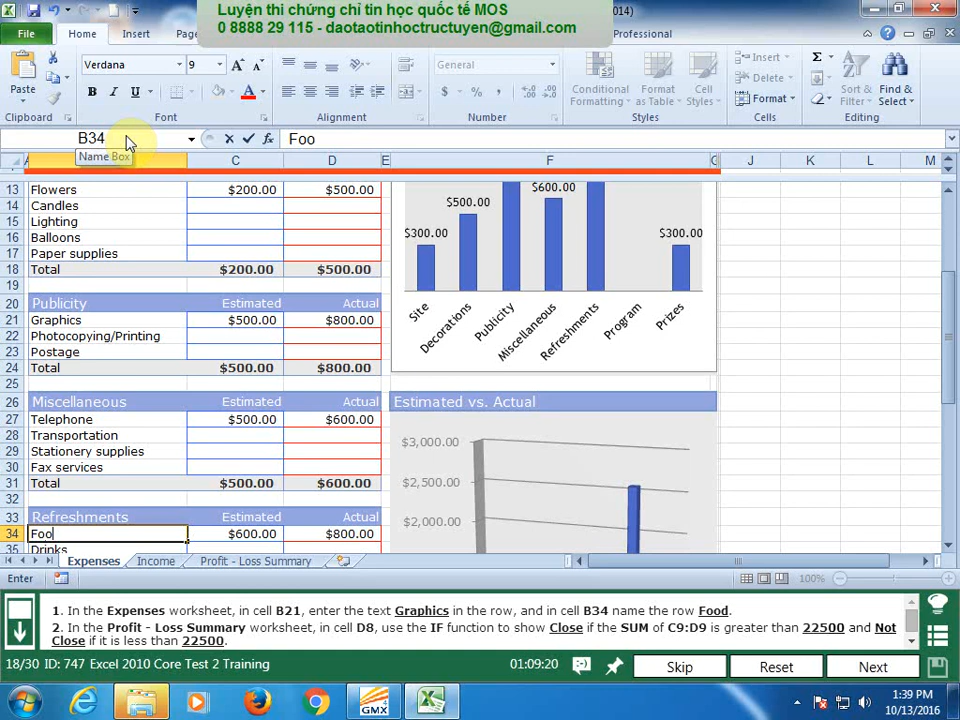 Luyện thi chứng chỉ tin học quốc tế MOS
0 8888 29 115 - daotaotinhoctructuyen@gmail.com
014)
File
Home
Insert
Professional
Paste
Clipboard
Verdana
9
Font
Alignment
General
Number
Conditional Formatting
Format as Table
Cell Styles
Styles
Insert
Delete
Format
Cells
Sort & Filter
Find & Select
Editing
B34
Foo
Name Box
C D E F J K L M
13 Flowers $200.00 $500.00
14 Candles
15 Lighting
16 Balloons
17 Paper supplies
18 Total $200.00 $500.00
19
20 Publicity Estimated Actual
21 Graphics $500.00 $800.00
22 Photocopying/Printing
23 Postage
24 Total $500.00 $800.00
25
26 Miscellaneous Estimated Actual
27 Telephone $500.00 $600.00
28 Transportation
29 Stationery supplies
30 Fax services
31 Total $500.00 $600.00
32
33 Refreshments Estimated Actual
34 Foo $600.00 $800.00
35 Drinks
$300.00 $500.00 $600.00 $300.00
Site Decorations Publicity Miscellaneous Refreshments Program Prizes
Estimated vs. Actual
$3,000.00
$2,500.00
$2,000.00
Expenses Income Profit - Loss Summary
Enter
100%
1. In the Expenses worksheet, in cell B21, enter the text Graphics in the row, and in cell B34 name the row Food.
2. In the Profit - Loss Summary worksheet, in cell D8, use the IF function to show Close if the SUM of C9:D9 is greater than 22500 and Not
Close if it is less than 22500.
18/30 ID: 747 Excel 2010 Core Test 2 Training
01:09:20
Skip
Reset
Next
GMX
1:39 PM
10/13/2016